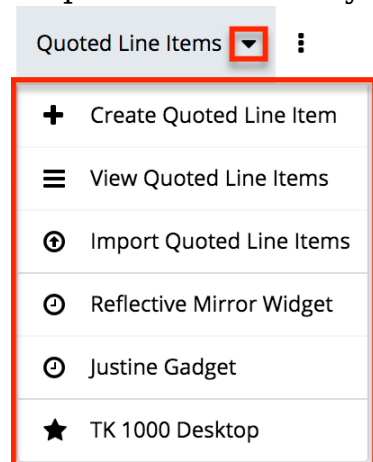 Quoted Line Items
Create Quoted Line Item
View Quoted Line Items
Import Quoted Line Items
Reflective Mirror Widget
Justine Gadget
TK 1000 Desktop